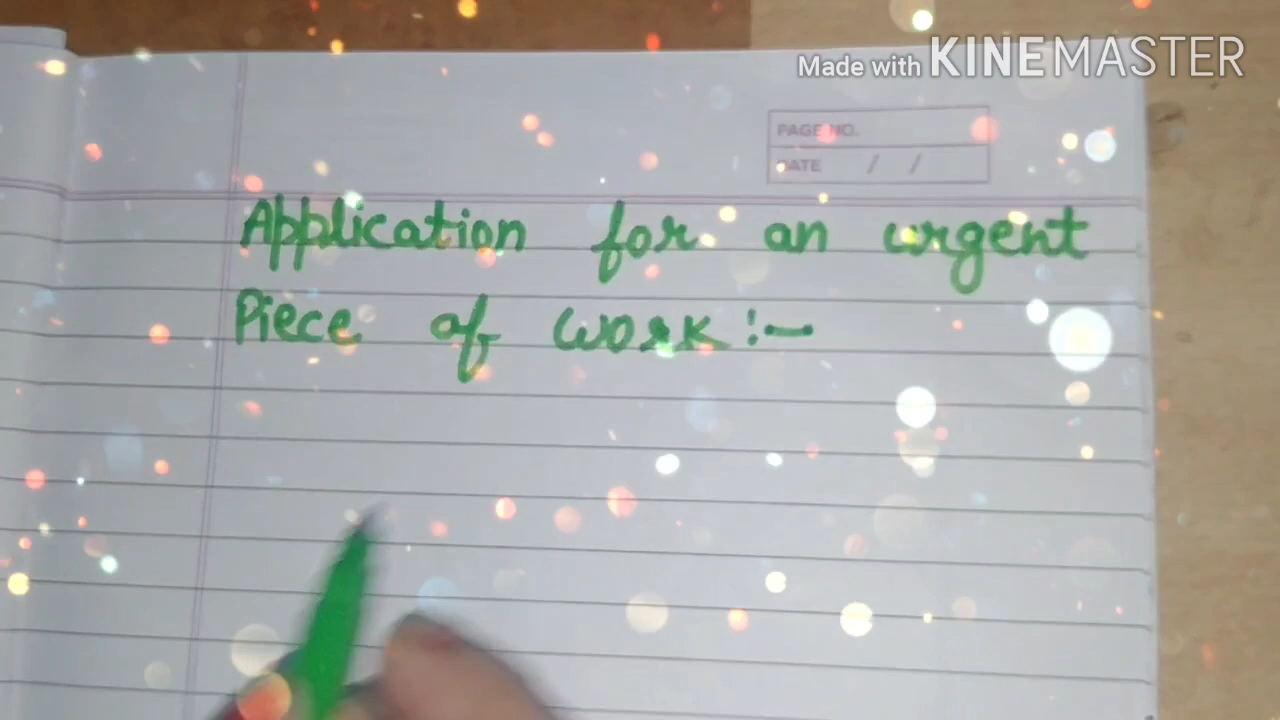 Made with KINEMASTER
PAGE NO.
DATE / /
Application for an urgent
Piece of work :-